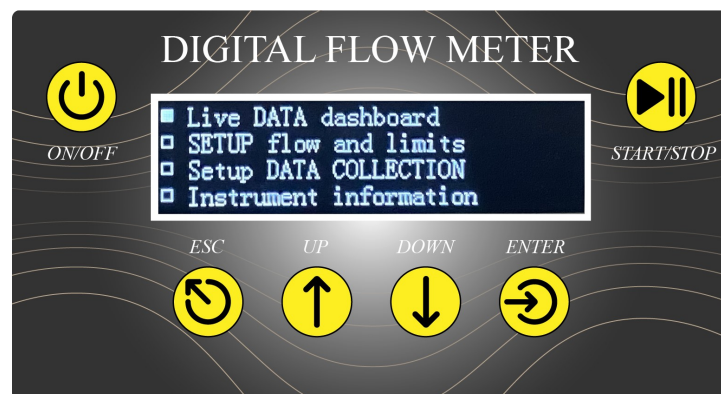 DIGITAL FLOW METER
ON/OFF
Live DATA dashboard
SETUP flow and limits
Setup DATA COLLECTION
Instrument information
START/STOP
ESC UP DOWN ENTER